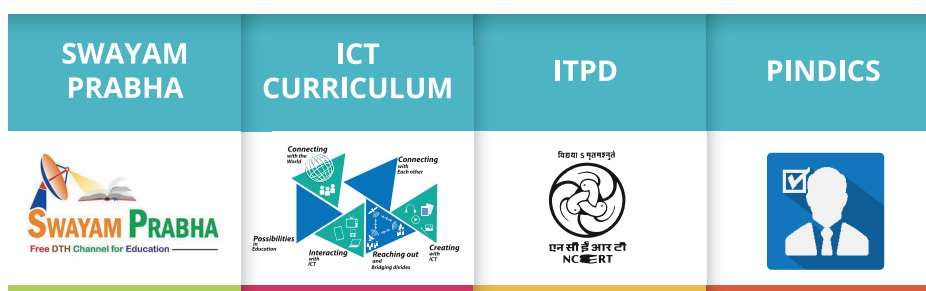 SWAYAM
PRABHA
ICT
CURRICULUM
ITPD
PINDICS
SWAYAM PRABHA
Free DTH Channel for Education
Connecting
with the
World
Connecting
with
Each other
Possibilities
in
Education
Interacting
with
ICT
Reaching out
and
Bridging divides
Creating
with
ICT
विद्यया ऽ मृतमश्नुते
एन सी ई आर टी
NCERT